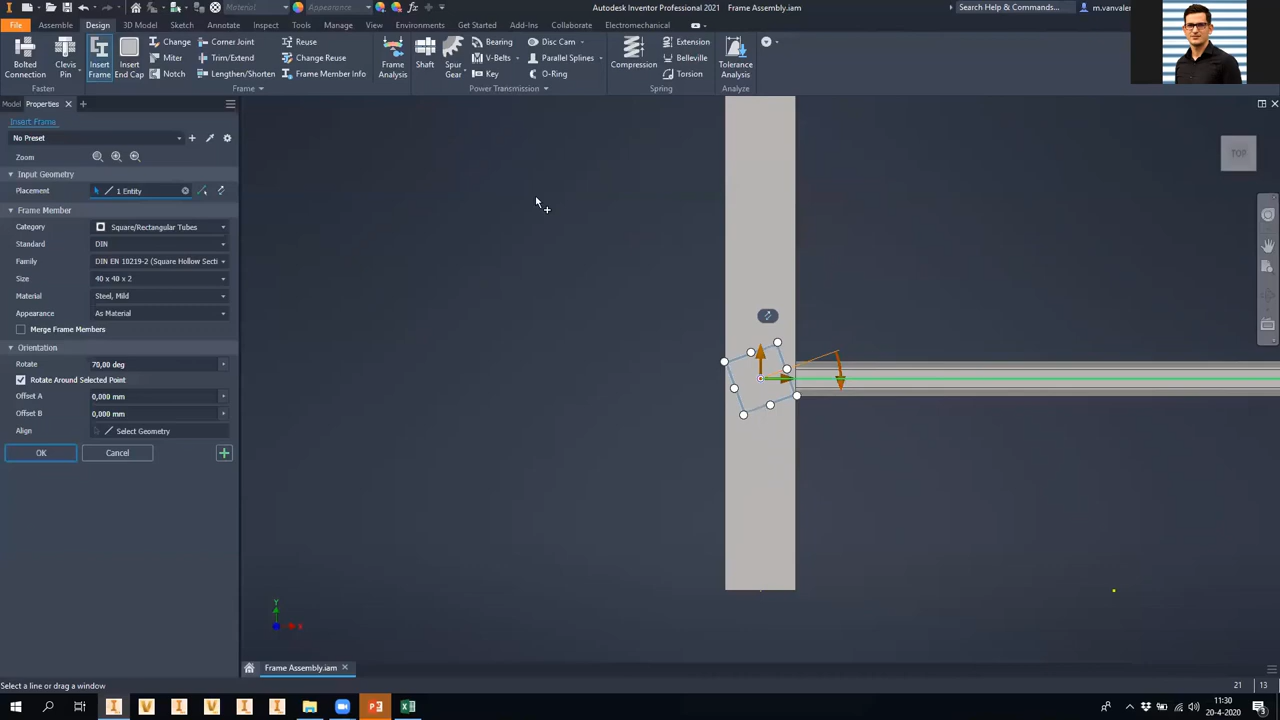 Material
Appearance
Autodesk Inventor Professional 2021 Frame Assembly.iam
Search Help & Commands...
m.vanvaler
File Assemble Design 3D Model Sketch Annotate Inspect Tools Manage View Environments Get Started Add-Ins Collaborate Electromechanical
Bolted Connection
Clevis Pin
Insert Frame
Insert End Cap
Change
Miter
Notch
Corner Joint
Trim/Extend
Lengthen/Shorten
Reuse
Change Reuse
Frame Member Info
Frame Analysis
Shaft
Spur Gear
Bearing
V-Belts
Key
Disc Cam
Parallel Splines
O-Ring
Compression
Extension
Belleville
Torsion
Tolerance Analysis
Fasten Frame Power Transmission Spring Analyze
Model Properties
Insert Frame
No Preset
Zoom
Input Geometry
Placement 1 Entity
Frame Member
Category Square/Rectangular Tubes
Standard DIN
Family DIN EN 10219-2 (Square Hollow Secti
Size 40 x 40 x 2
Material Steel, Mild
Appearance As Material
Merge Frame Members
Orientation
Rotate 70,00 deg
Rotate Around Selected Point
Offset A 0,000 mm
Offset B 0,000 mm
Align Select Geometry
OK Cancel
TOP
Y
X
Frame Assembly.iam
Select a line or drag a window
21 13
11:30
20-4-2020
3